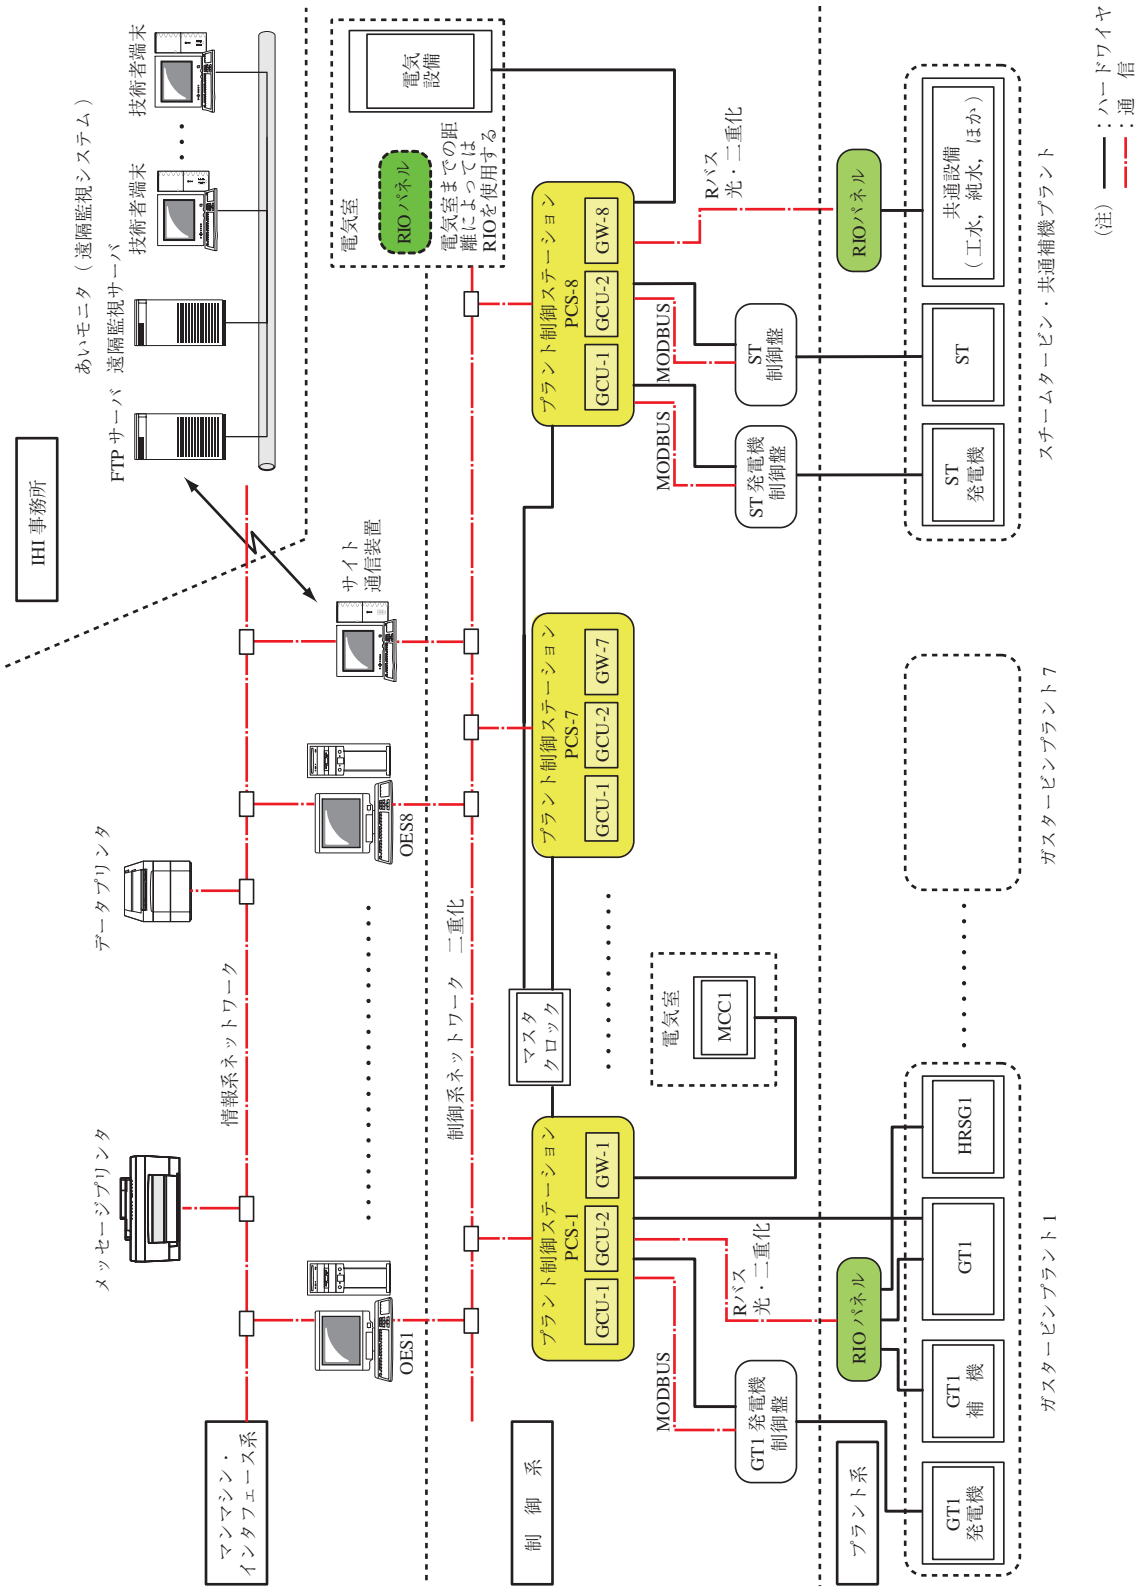 IHI 事務所
あいモニタ ( 遠隔監視システム )
FTP サーバ
遠隔監視サーバ
技術者端末
技術者端末
マンマシン・
インタフェース系
メッセージプリンタ
データプリンタ
情報系ネットワーク
OES1
OES8
サイト
通信装置
制　御　系
制御系ネットワーク　二重化
プラント制御ステーション
PCS-1
GCU-1
GCU-2
GW-1
マスタ
クロック
プラント制御ステーション
PCS-7
GCU-1
GCU-2
GW-7
プラント制御ステーション
PCS-8
GCU-1
GCU-2
GW-8
電気室
RIO パネル
電気室までの距
離によっては
RIOを使用する
電気
設備
MODBUS
Rバス
光・二重化
GT1 発電機
制御盤
電気室
MCC1
MODBUS
MODBUS
Rバス
光・二重化
ST 発電機
制御盤
ST
制御盤
プラント系
RIO パネル
RIOパネル
GT1
発電機
GT1
補　機
GT1
HRSG1
ST
発電機
ST
共通設備
( 工水，純水，ほか )
ガスタービンプラント1
ガスタービンプラント7
スチームタービン・共通補機プラント
(注)
：ハードワイヤ
：通　信